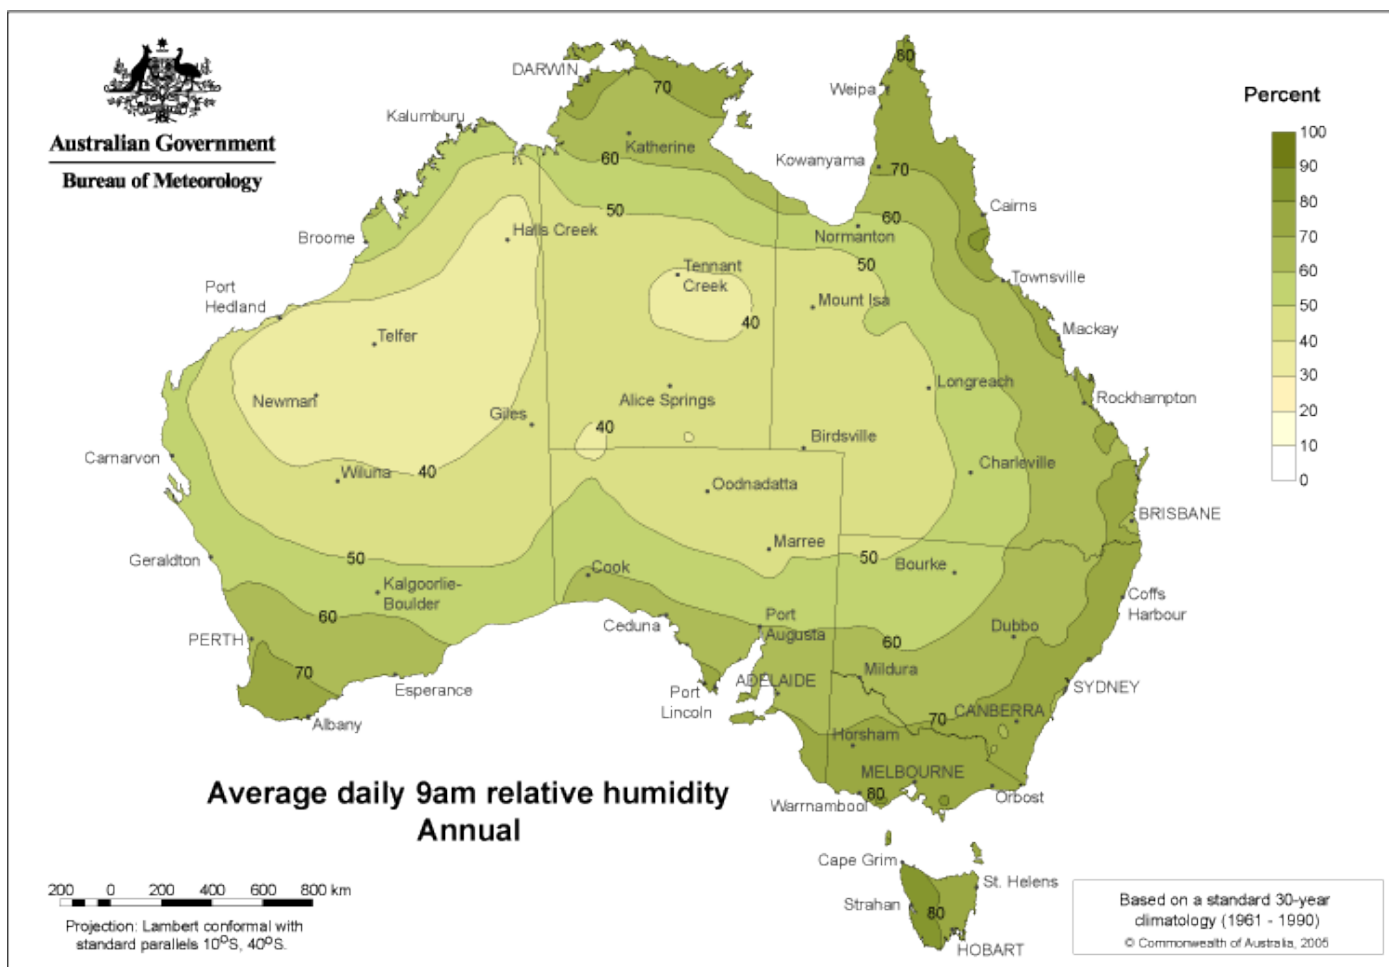 Australian Government
Bureau of Meteorology
DARWIN
70
80
Weipa
Percent
Kalumburu
Katherine
60
Kowanyama
70
100
90
80
70
60
50
40
30
20
10
0
50
60
Cairns
Broome
Halls Creek
Normanton
50
Port
Hedland
Tennant
Creek
Mount Isa
Townsville
40
Mackay
Telfer
Newman
Giles
Alice Springs
Longreach
Rockhampton
40
Birdsville
Carnarvon
Wiluna
40
Oodnadatta
Charleville
BRISBANE
Geraldton
50
Marree
50
Bourke
Cook
Kalgoorlie-
Boulder
Coffs
Harbour
60
PERTH
Ceduna
Port
Augusta
60
Dubbo
70
Esperance
Port
Lincoln
ADELAIDE
Mildura
SYDNEY
Albany
70
CANBERRA
Horsham
MELBOURNE
80
Warrnambool
Orbost
Average daily 9am relative humidity
Annual
Cape Grim
St. Helens
Strahan
80
HOBART
200 0 200 400 600 800 km
Projection: Lambert conformal with
standard parallels 10°S, 40°S.
Based on a standard 30-year
climatology (1961 - 1990)
© Commonwealth of Australia, 2005